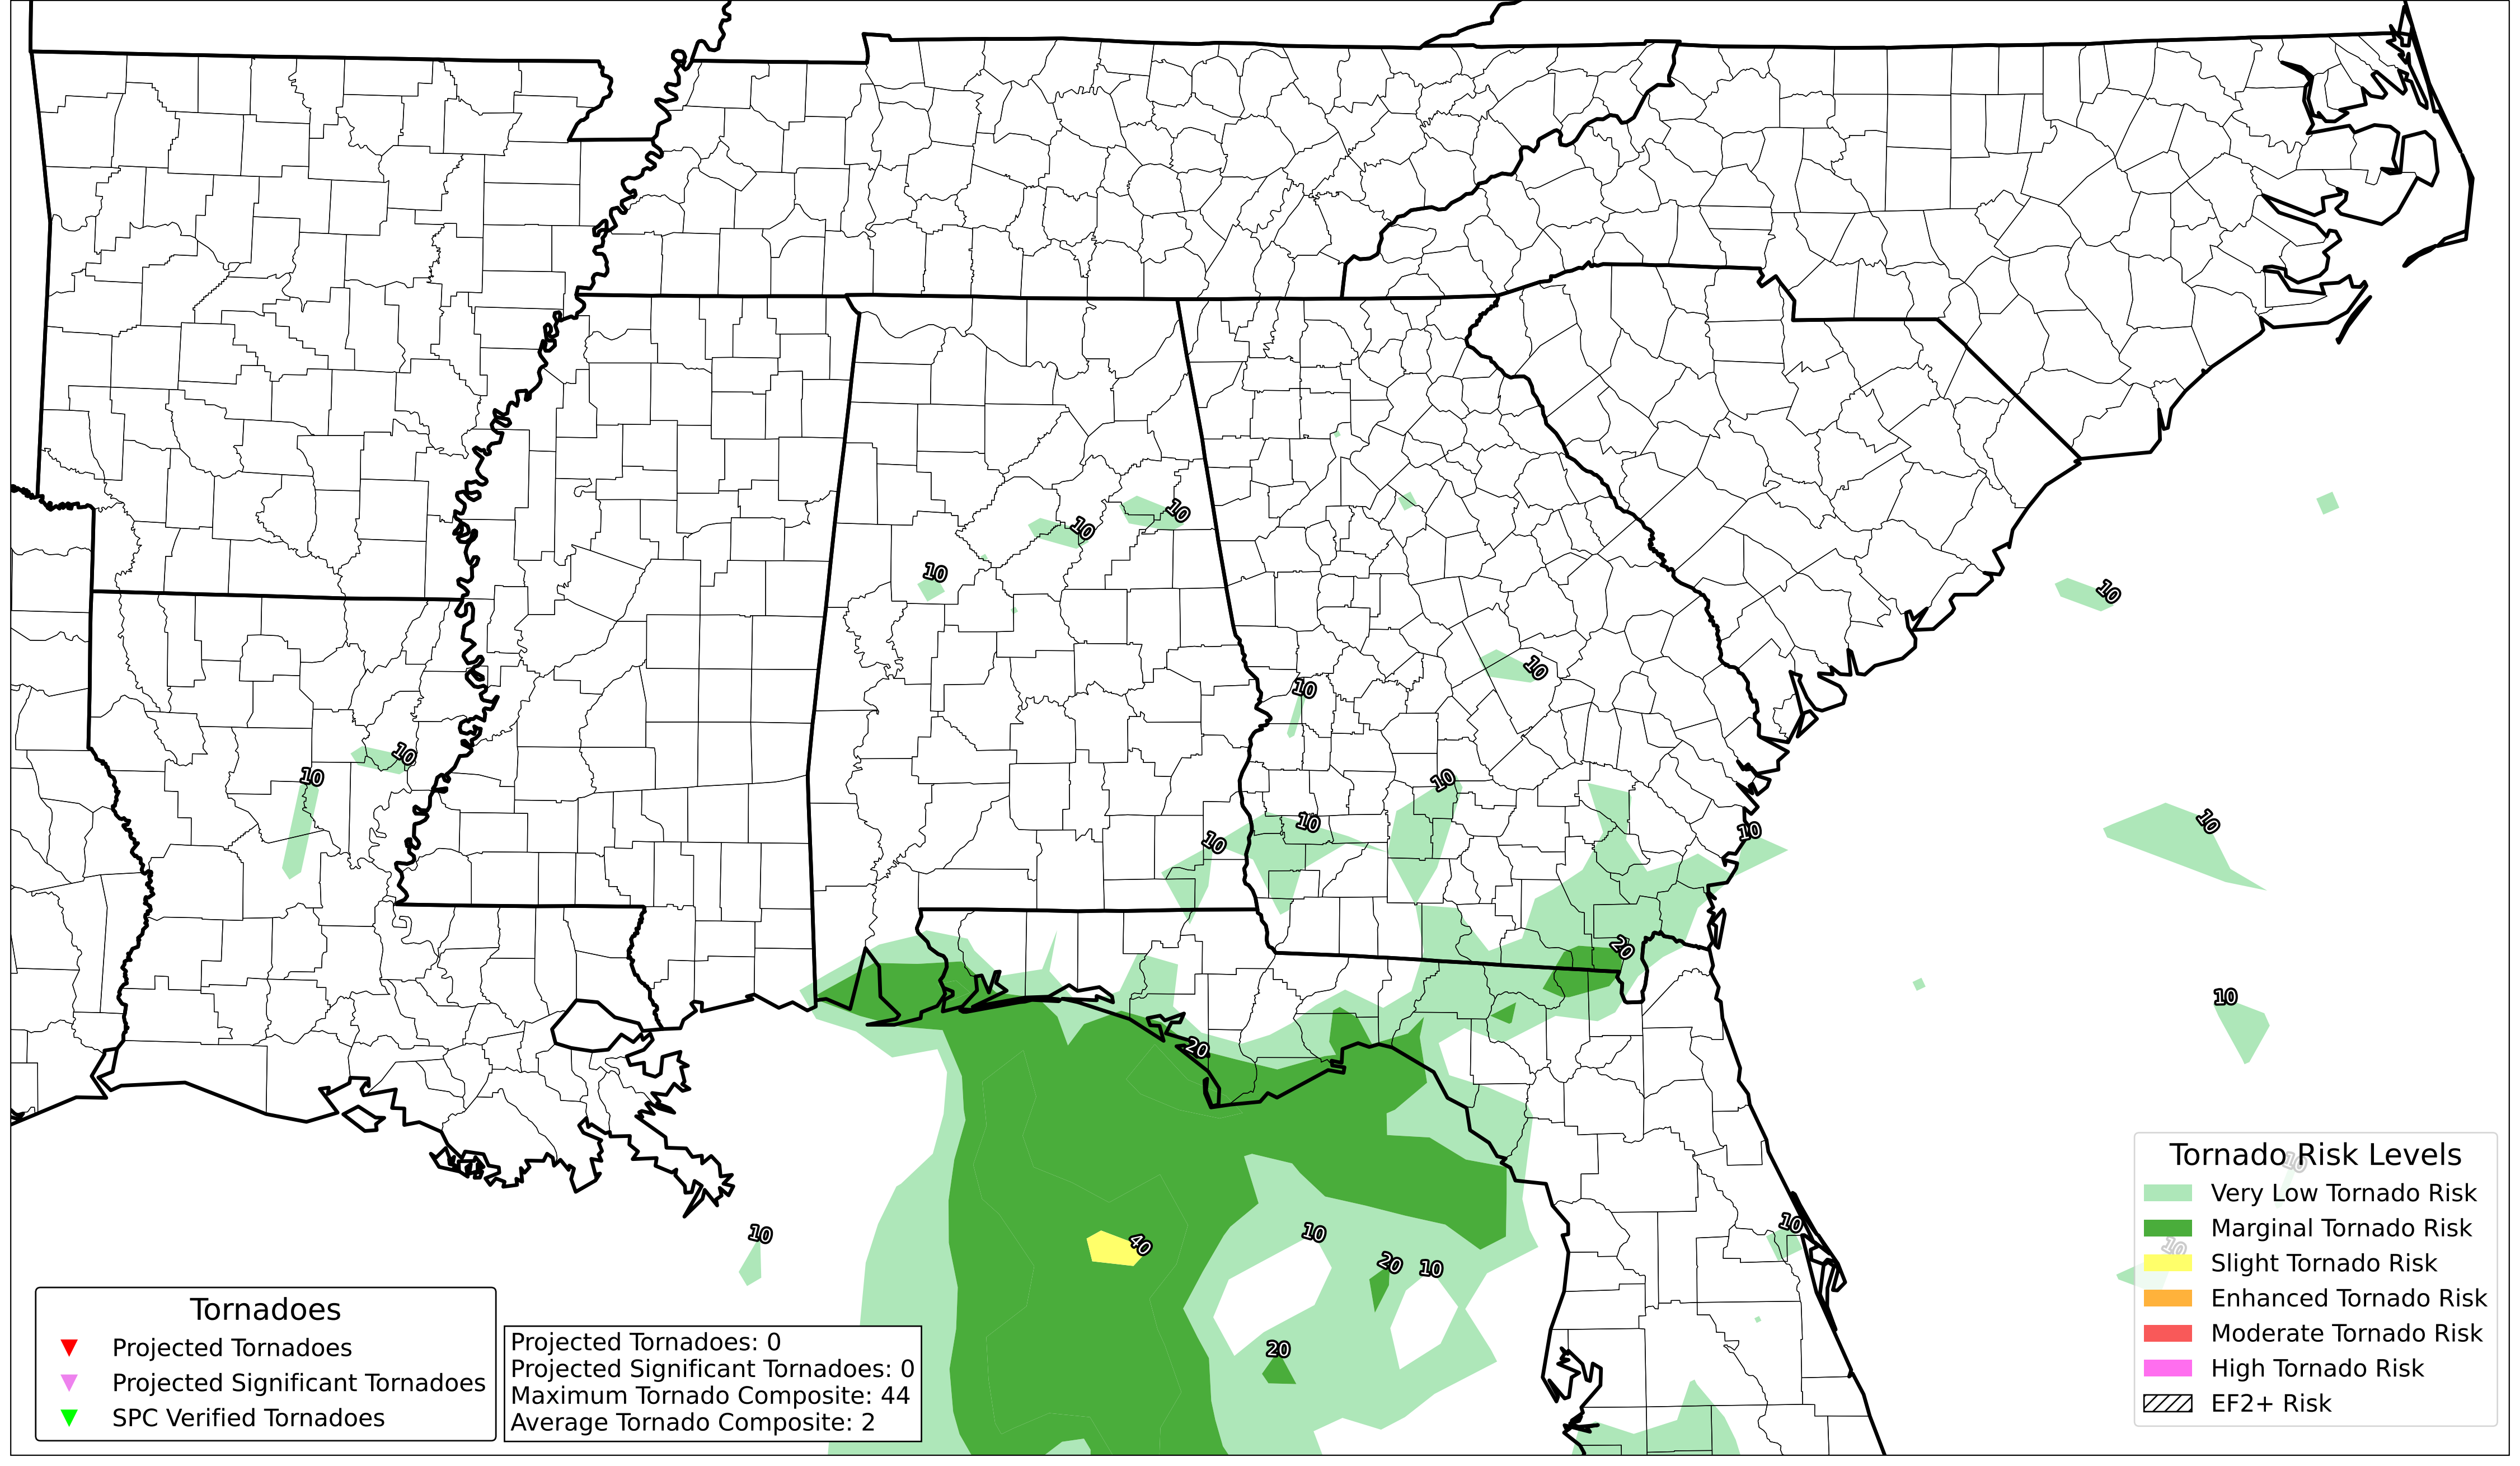 10
10
10
10
10
10
10
10
10
10
10
10
10
20
10
20
10
10
10
40
20
10
20
10
10
Tornado Risk Levels
Very Low Tornado Risk
Marginal Tornado Risk
Slight Tornado Risk
Enhanced Tornado Risk
Moderate Tornado Risk
High Tornado Risk
EF2+ Risk
Tornadoes
Projected Tornadoes
Projected Significant Tornadoes
SPC Verified Tornadoes
Projected Tornadoes: 0
Projected Significant Tornadoes: 0
Maximum Tornado Composite: 44
Average Tornado Composite: 2